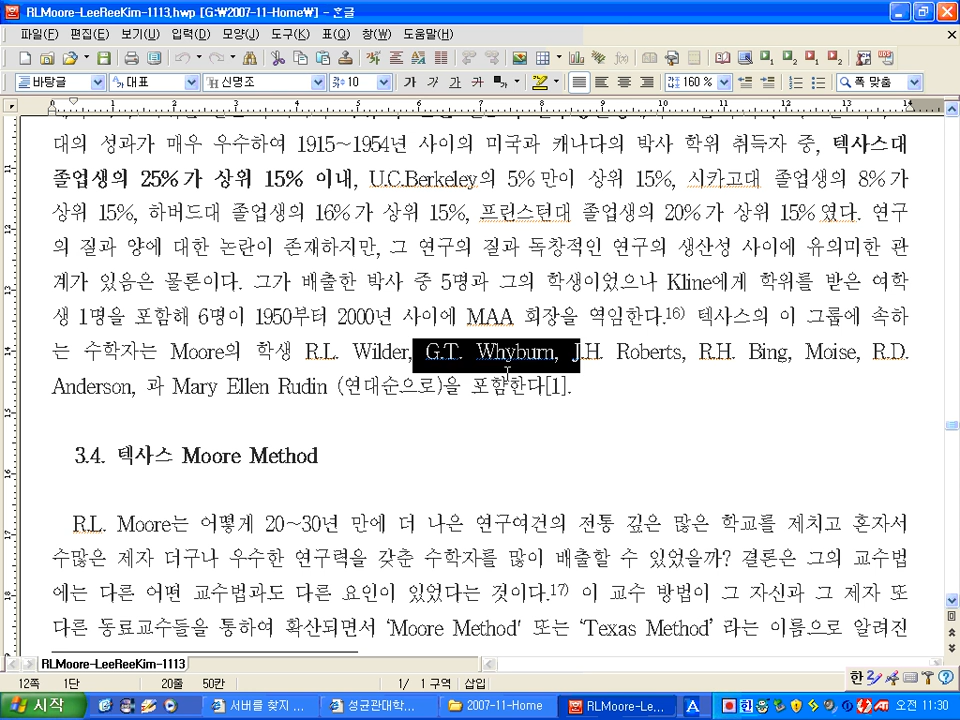 RLMoore-LeeReeKim-1113.hwp [G:₩2007-11-Home₩] - 한글
파일(F) 편집(E) 보기(U) 입력(D) 모양(J) 도구(K) 표(Q) 창(W) 도움말(H)
바탕글 대표 신명조 10 가 가 가 가 160 % 폭 맞춤
대의 성과가 매우 우수하여 1915~1954년 사이의 미국과 캐나다의 박사 학위 취득자 중, 텍사스대
졸업생의 25%가 상위 15% 이내, U.C.Berkeley의 5%만이 상위 15%, 시카고대 졸업생의 8%가
상위 15%, 하버드대 졸업생의 16%가 상위 15%, 프린스턴대 졸업생의 20%가 상위 15%였다. 연구
의 질과 양에 대한 논란이 존재하지만, 그 연구의 질과 독창적인 연구의 생산성 사이에 유의미한 관
계가 있음은 물론이다. 그가 배출한 박사 중 5명과 그의 학생이었으나 Kline에게 학위를 받은 여학
생 1명을 포함해 6명이 1950부터 2000년 사이에 MAA 회장을 역임한다.16) 텍사스의 이 그룹에 속하
는 수학자는 Moore의 학생 R.L. Wilder, G.T. Whyburn, J.H. Roberts, R.H. Bing, Moise, R.D.
Anderson, 과 Mary Ellen Rudin (연대순으로)을 포함한다[1].
3.4. 텍사스 Moore Method
R.L. Moore는 어떻게 20~30년 만에 더 나은 연구여건의 전통 깊은 많은 학교를 제치고 혼자서
수많은 제자 더구나 우수한 연구력을 갖춘 수학자를 많이 배출할 수 있었을까? 결론은 그의 교수법
에는 다른 어떤 교수법과도 다른 요인이 있었다는 것이다.17) 이 교수 방법이 그 자신과 그 제자 또
다른 동료교수들을 통하여 확산되면서 'Moore Method' 또는 'Texas Method' 라는 이름으로 알려진
RLMoore-LeeReeKim-1113
12쪽 1단 20줄 50칸 1/ 1 구역 삽입
시작 서버를 찾지 ... 성균관대학... 2007-11-Home RLMoore-Le... 오전 11:30